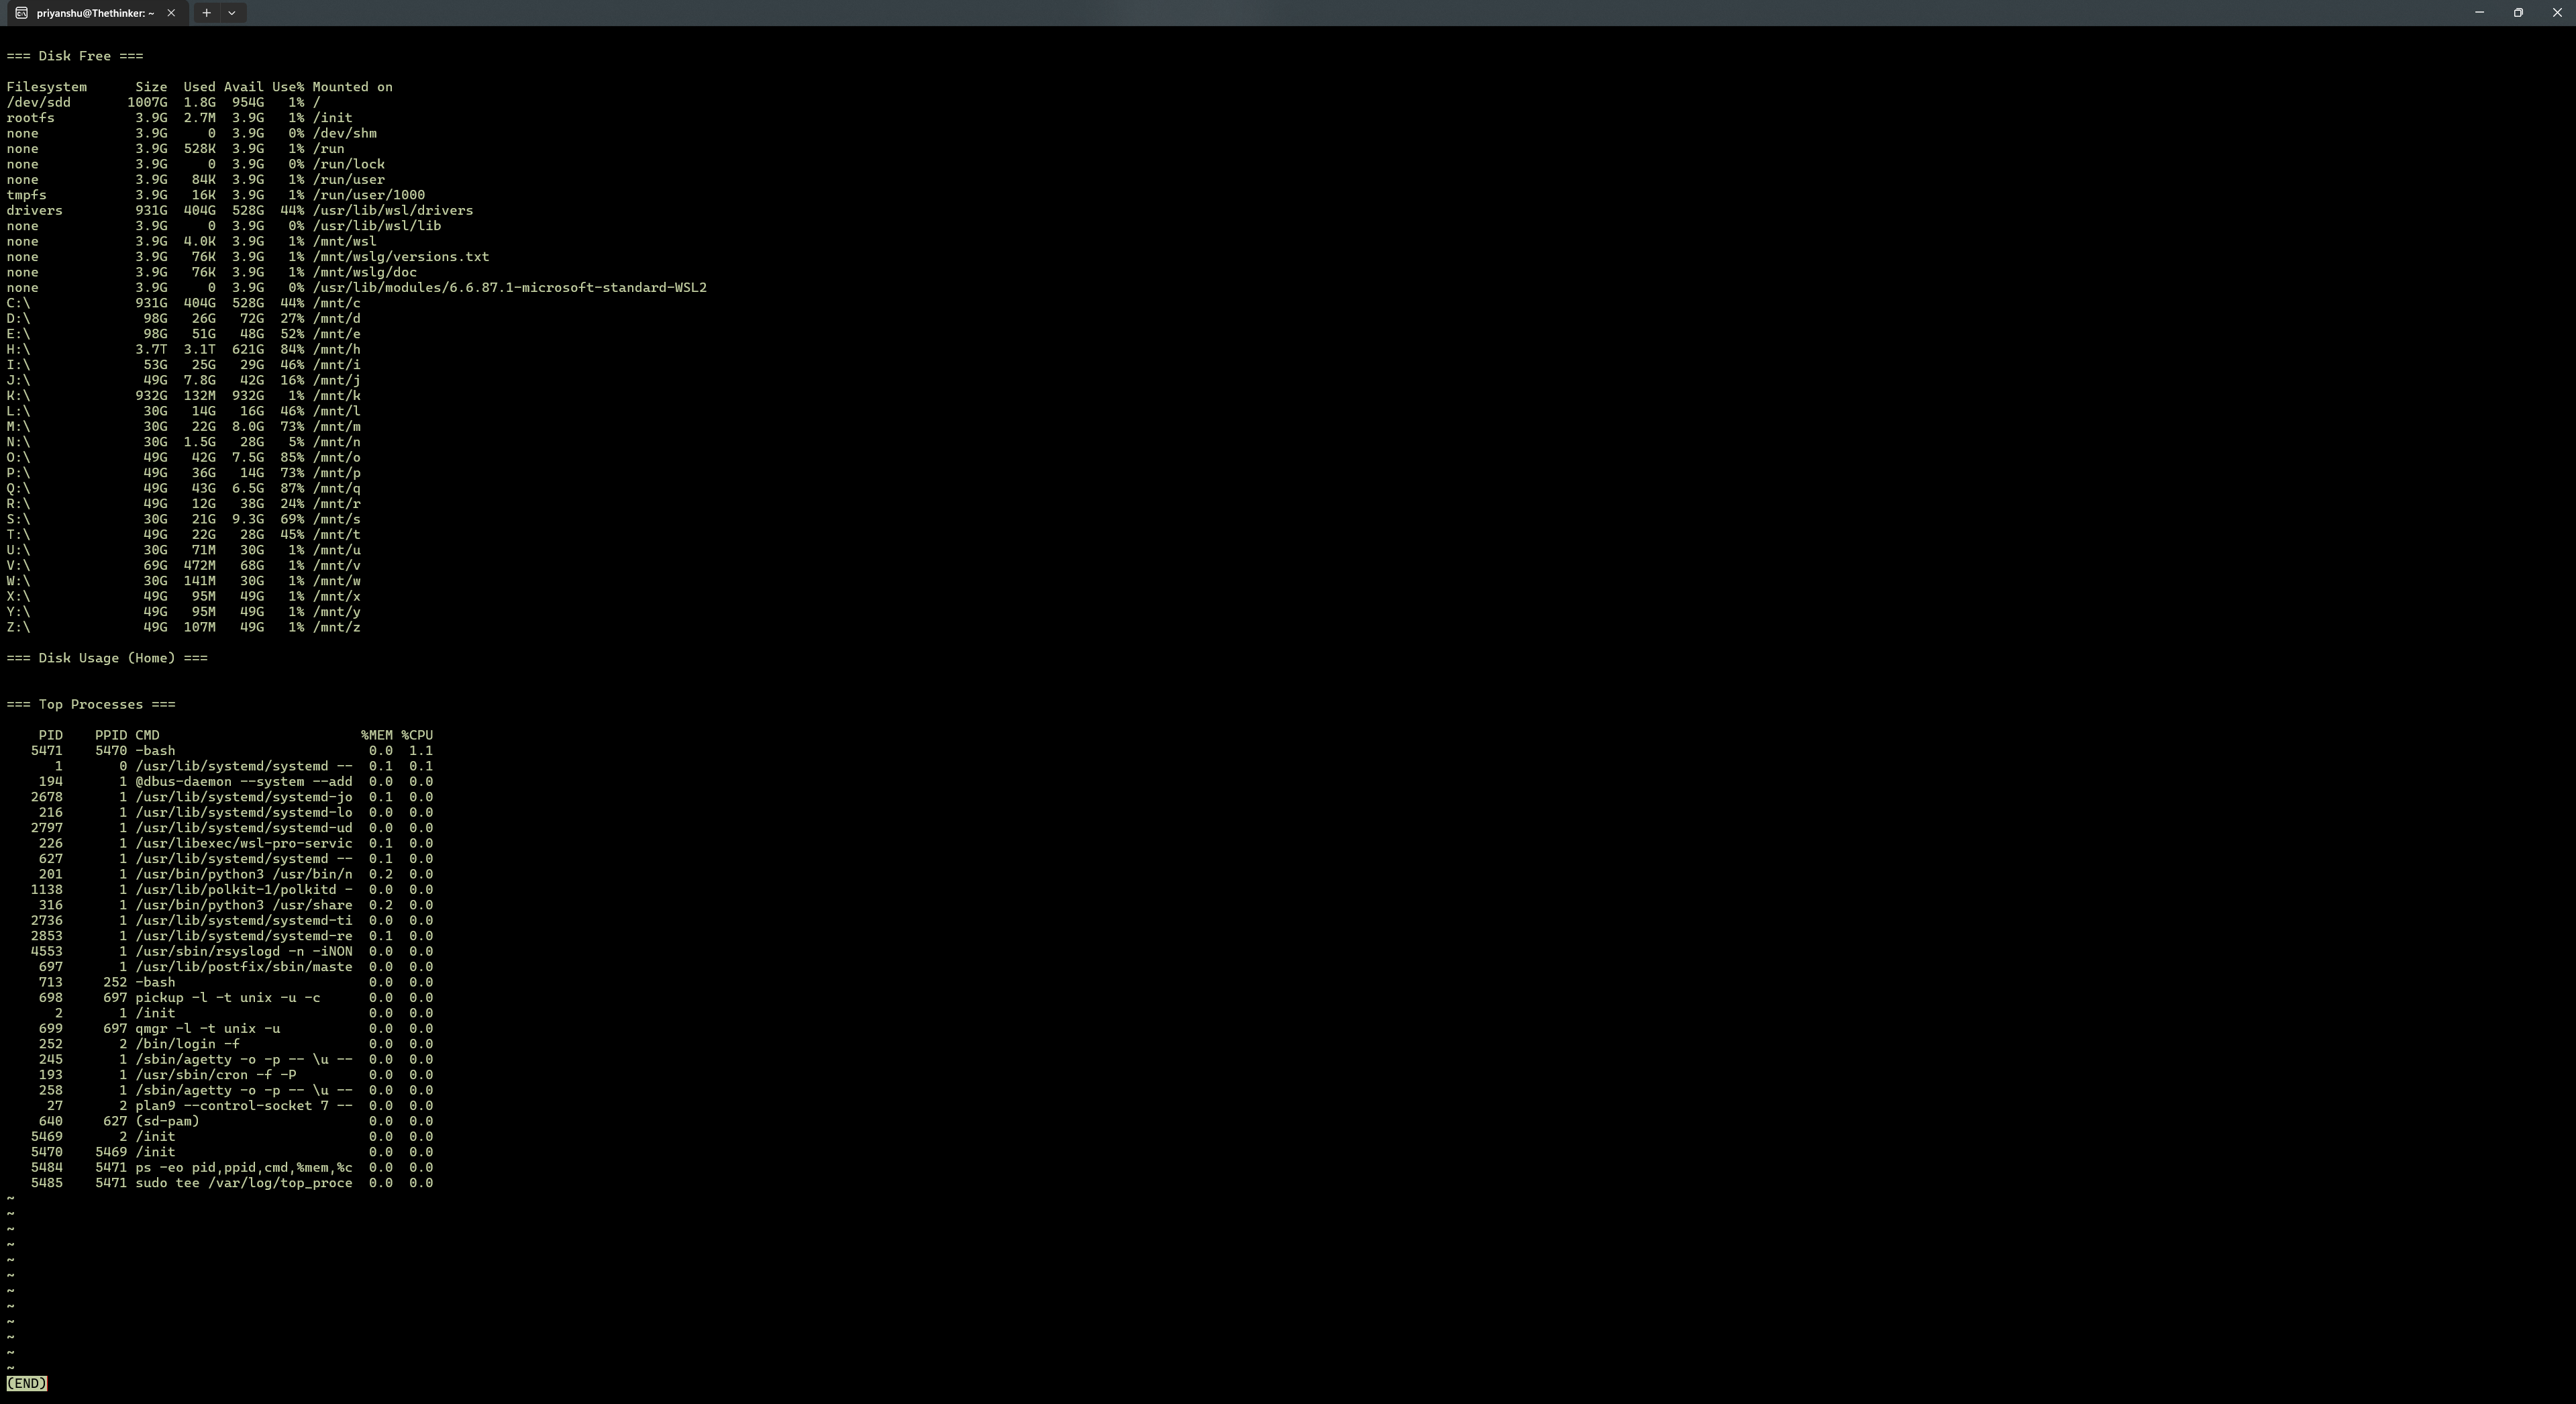 priyanshu@Thethinker: ~
=== Disk Free ===
Filesystem      Size  Used Avail Use% Mounted on
/dev/sdd       1007G  1.8G  954G   1% /
rootfs          3.9G  2.7M  3.9G   1% /init
none            3.9G     0  3.9G   0% /dev/shm
none            3.9G  528K  3.9G   1% /run
none            3.9G     0  3.9G   0% /run/lock
none            3.9G   84K  3.9G   1% /run/user
tmpfs           3.9G   16K  3.9G   1% /run/user/1000
drivers         931G  404G  528G  44% /usr/lib/wsl/drivers
none            3.9G     0  3.9G   0% /usr/lib/wsl/lib
none            3.9G  4.0K  3.9G   1% /mnt/wsl
none            3.9G   76K  3.9G   1% /mnt/wslg/versions.txt
none            3.9G   76K  3.9G   1% /mnt/wslg/doc
none            3.9G     0  3.9G   0% /usr/lib/modules/6.6.87.1-microsoft-standard-WSL2
C:\             931G  404G  528G  44% /mnt/c
D:\              98G   26G   72G  27% /mnt/d
E:\              98G   51G   48G  52% /mnt/e
H:\             3.7T  3.1T  621G  84% /mnt/h
I:\              53G   25G   29G  46% /mnt/i
J:\              49G  7.8G   42G  16% /mnt/j
K:\             932G  132M  932G   1% /mnt/k
L:\              30G   14G   16G  46% /mnt/l
M:\              30G   22G  8.0G  73% /mnt/m
N:\              30G  1.5G   28G   5% /mnt/n
O:\              49G   42G  7.5G  85% /mnt/o
P:\              49G   36G   14G  73% /mnt/p
Q:\              49G   43G  6.5G  87% /mnt/q
R:\              49G   12G   38G  24% /mnt/r
S:\              30G   21G  9.3G  69% /mnt/s
T:\              49G   22G   28G  45% /mnt/t
U:\              30G   71M   30G   1% /mnt/u
V:\              69G  472M   68G   1% /mnt/v
W:\              30G  141M   30G   1% /mnt/w
X:\              49G   95M   49G   1% /mnt/x
Y:\              49G   95M   49G   1% /mnt/y
Z:\              49G  107M   49G   1% /mnt/z
=== Disk Usage (Home) ===
=== Top Processes ===
    PID    PPID CMD                         %MEM %CPU
   5471    5470 -bash                        0.0  1.1
      1       0 /usr/lib/systemd/systemd --  0.1  0.1
    194       1 @dbus-daemon --system --add  0.0  0.0
   2678       1 /usr/lib/systemd/systemd-jo  0.1  0.0
    216       1 /usr/lib/systemd/systemd-lo  0.0  0.0
   2797       1 /usr/lib/systemd/systemd-ud  0.0  0.0
    226       1 /usr/libexec/wsl-pro-servic  0.1  0.0
    627       1 /usr/lib/systemd/systemd --  0.1  0.0
    201       1 /usr/bin/python3 /usr/bin/n  0.2  0.0
   1138       1 /usr/lib/polkit-1/polkitd -  0.0  0.0
    316       1 /usr/bin/python3 /usr/share  0.2  0.0
   2736       1 /usr/lib/systemd/systemd-ti  0.0  0.0
   2853       1 /usr/lib/systemd/systemd-re  0.1  0.0
   4553       1 /usr/sbin/rsyslogd -n -iNON  0.0  0.0
    697       1 /usr/lib/postfix/sbin/maste  0.0  0.0
    713     252 -bash                        0.0  0.0
    698     697 pickup -l -t unix -u -c      0.0  0.0
      2       1 /init                        0.0  0.0
    699     697 qmgr -l -t unix -u           0.0  0.0
    252       2 /bin/login -f                0.0  0.0
    245       1 /sbin/agetty -o -p -- \u --  0.0  0.0
    193       1 /usr/sbin/cron -f -P         0.0  0.0
    258       1 /sbin/agetty -o -p -- \u --  0.0  0.0
     27       2 plan9 --control-socket 7 --  0.0  0.0
    640     627 (sd-pam)                     0.0  0.0
   5469       2 /init                        0.0  0.0
   5470    5469 /init                        0.0  0.0
   5484    5471 ps -eo pid,ppid,cmd,%mem,%c  0.0  0.0
   5485    5471 sudo tee /var/log/top_proce  0.0  0.0
~
~
~
~
~
~
~
~
~
~
~
~
(END)